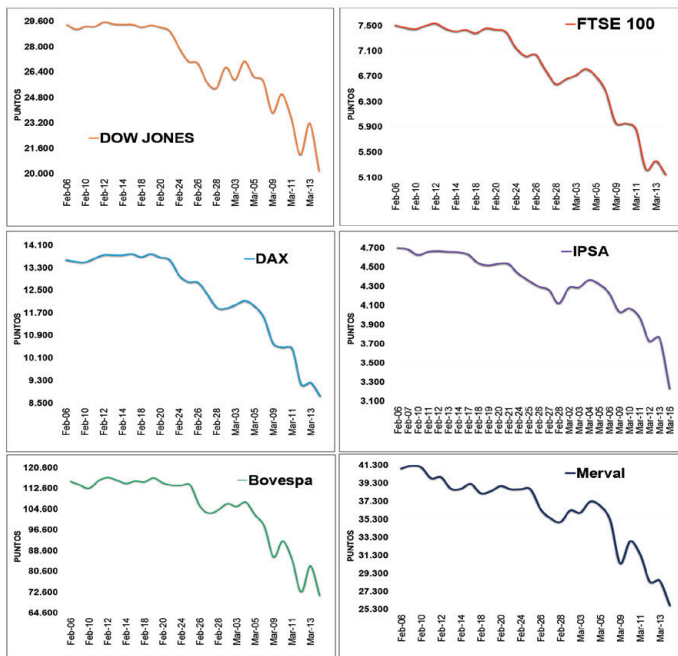 DOW JONES
PUNTOS
29.600
28.000
26.400
24.800
23.200
21.600
20.000
Feb-06
Feb-10
Feb-12
Feb-14
Feb-18
Feb-20
Feb-24
Feb-26
Feb-28
Mar-03
Mar-05
Mar-09
Mar-11
Mar-13
FTSE 100
PUNTOS
7.500
7.100
6.700
6.300
5.900
5.500
5.100
Feb-06
Feb-10
Feb-12
Feb-14
Feb-18
Feb-20
Feb-24
Feb-26
Feb-28
Mar-03
Mar-05
Mar-09
Mar-11
Mar-13
DAX
PUNTOS
14.100
13.300
12.500
11.700
10.900
10.100
9.300
8.500
Feb-06
Feb-10
Feb-12
Feb-14
Feb-18
Feb-20
Feb-24
Feb-26
Feb-28
Mar-03
Mar-05
Mar-09
Mar-11
Mar-13
IPSA
PUNTOS
4.700
4.500
4.300
4.100
3.900
3.700
3.500
3.300
3.100
Feb-06
Feb-07
Feb-10
Feb-11
Feb-12
Feb-13
Feb-14
Feb-17
Feb-18
Feb-19
Feb-20
Feb-21
Feb-24
Feb-25
Feb-26
Feb-27
Feb-28
Mar-02
Mar-03
Mar-04
Mar-05
Mar-06
Mar-09
Mar-10
Mar-11
Mar-12
Mar-13
Mar-16
Bovespa
PUNTOS
120.600
112.600
104.600
96.600
88.600
80.600
72.600
64.600
Feb-06
Feb-10
Feb-12
Feb-14
Feb-18
Feb-20
Feb-24
Feb-26
Feb-28
Mar-03
Mar-05
Mar-09
Mar-11
Mar-13
Merval
PUNTOS
41.300
39.300
37.300
35.300
33.300
31.300
29.300
27.300
25.300
Feb-06
Feb-10
Feb-12
Feb-14
Feb-18
Feb-20
Feb-24
Feb-26
Feb-28
Mar-03
Mar-05
Mar-09
Mar-11
Mar-13